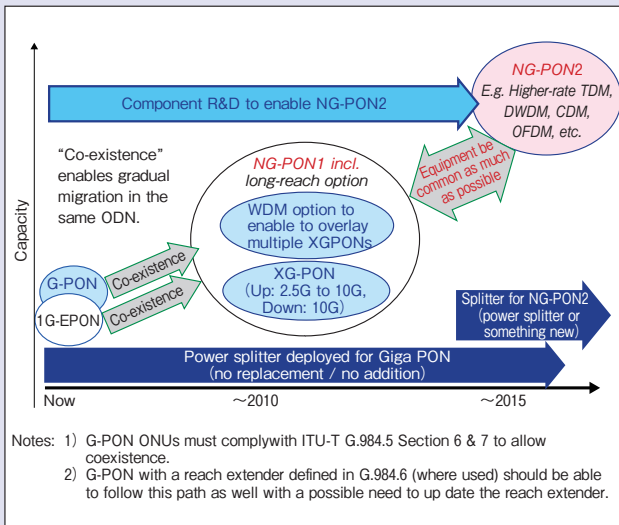 NG-PON2
E.g. Higher-rate TDM,
DWDM, CDM,
OFDM, etc.
Component R&D to enable NG-PON2
"Co-existence"
enables gradual
migration in the
same ODN.
NG-PON1 incl.
long-reach option
Equipment be
common as much
as possible
WDM option to
enable to overlay
multiple XGPONs
Capacity
G-PON
Co-existence
XG-PON
(Up: 2.5G to 10G,
Down: 10G)
1G-EPON
Co-existence
Splitter for NG-PON2
(power splitter or
something new)
Power splitter deployed for Giga PON
(no replacement / no addition)
Now
～2010
～2015
Notes: 1) G-PON ONUs must complywith ITU-T G.984.5 Section 6 & 7 to allow
coexistence.
2) G-PON with a reach extender defined in G.984.6 (where used) should be able
to follow this path as well with a possible need to up date the reach extender.